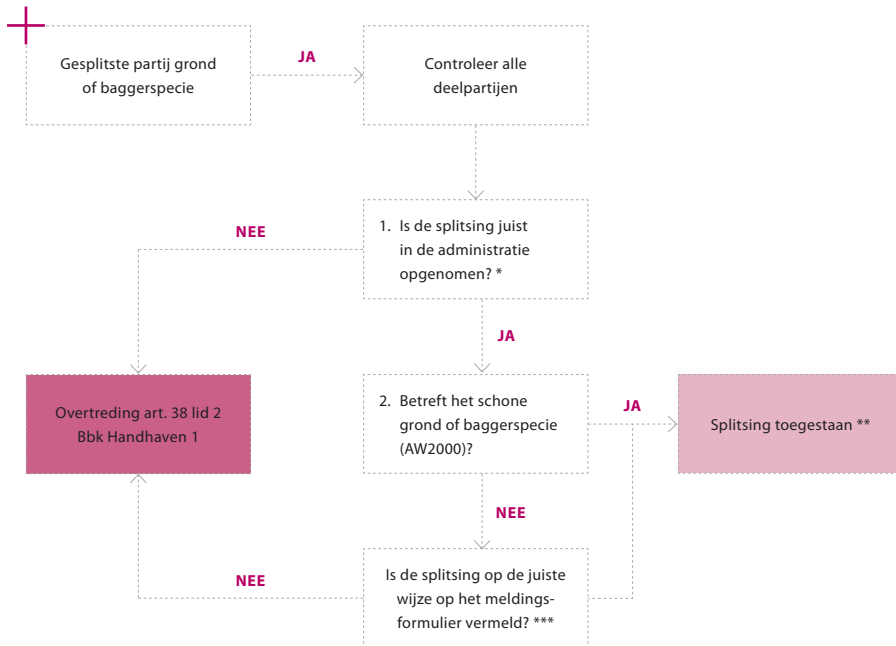 Gesplitste partij grond
of baggerspecie
JA
Controleer alle
deelpartijen
NEE
1. Is de splitsing juist
in de administratie
opgenomen? *
JA
Overtreding art. 38 lid 2
Bbk Handhaven 1
2. Betreft het schone
grond of baggerspecie
(AW2000)?
JA
Splitsing toegestaan **
NEE
NEE
Is de splitsing op de juiste
wijze op het meldings-
formulier vermeld? ***